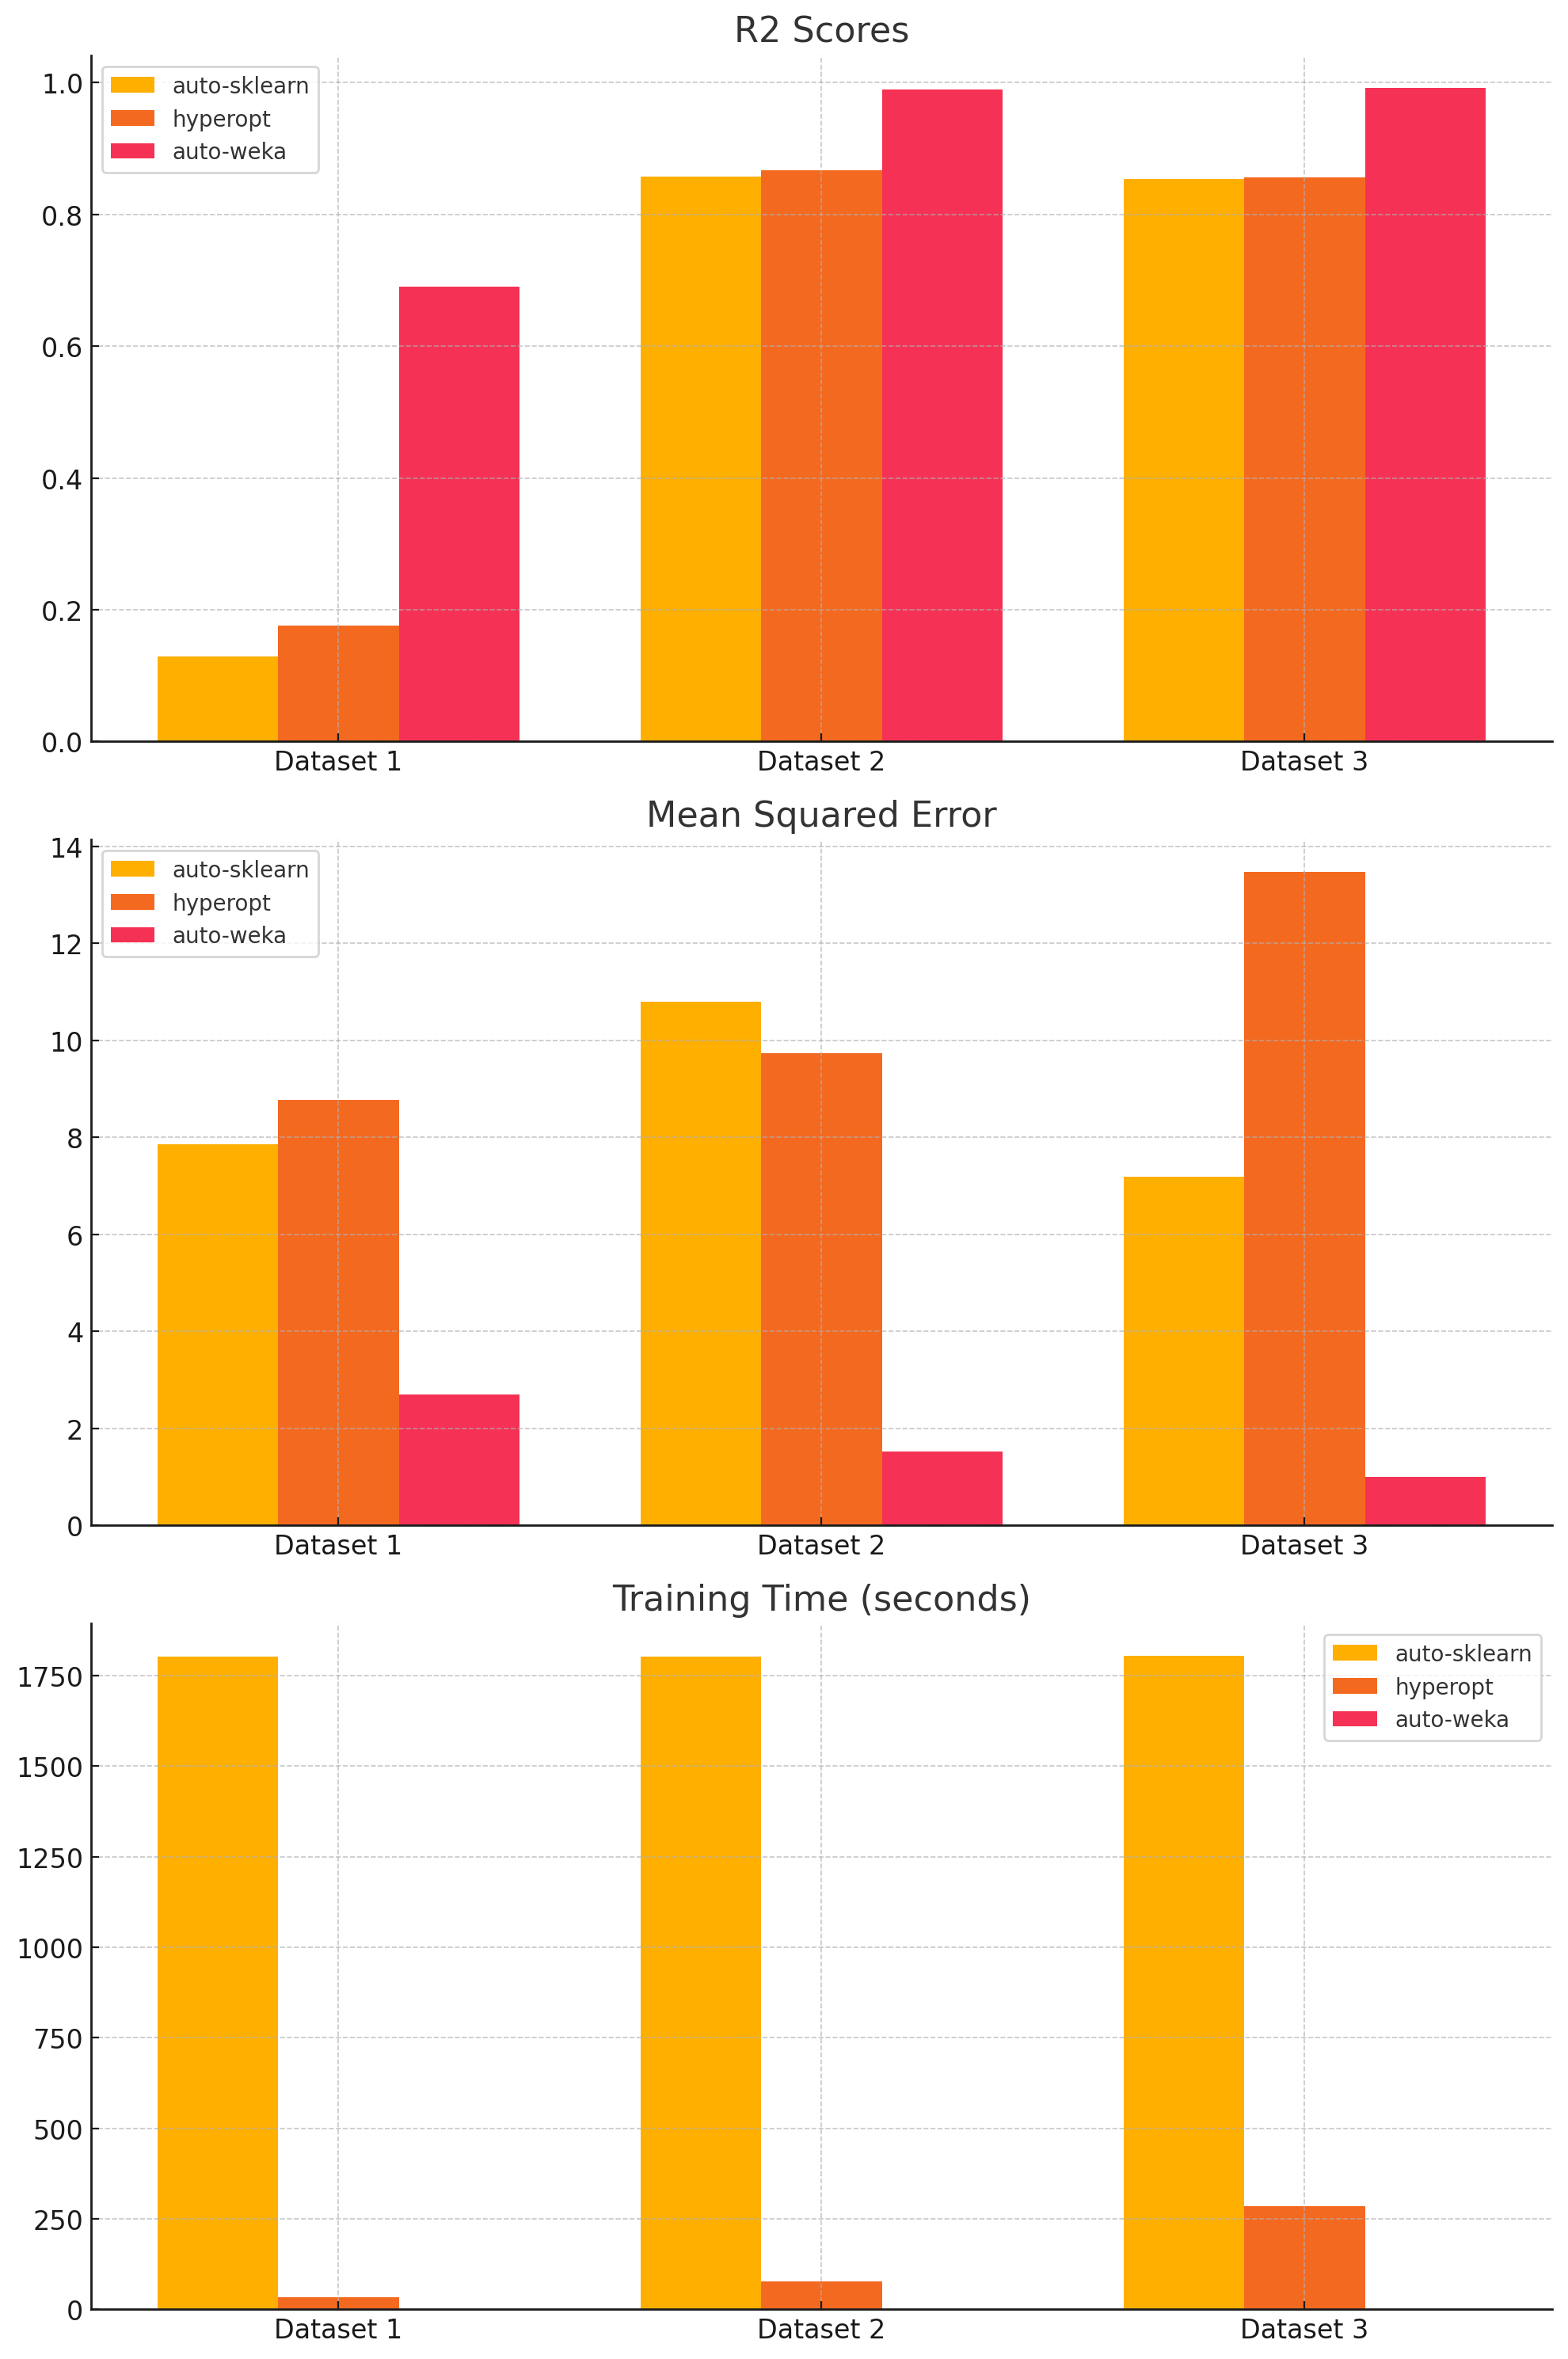 R2 Scores
1.0
0.8
0.6
0.4
0.2
0.0
auto-sklearn
hyperopt
auto-weka
Dataset 1 Dataset 2 Dataset 3
Mean Squared Error
14
12
10
8
6
4
2
0
auto-sklearn
hyperopt
auto-weka
Dataset 1 Dataset 2 Dataset 3
Training Time (seconds)
1750
1500
1250
1000
750
500
250
0
auto-sklearn
hyperopt
auto-weka
Dataset 1 Dataset 2 Dataset 3